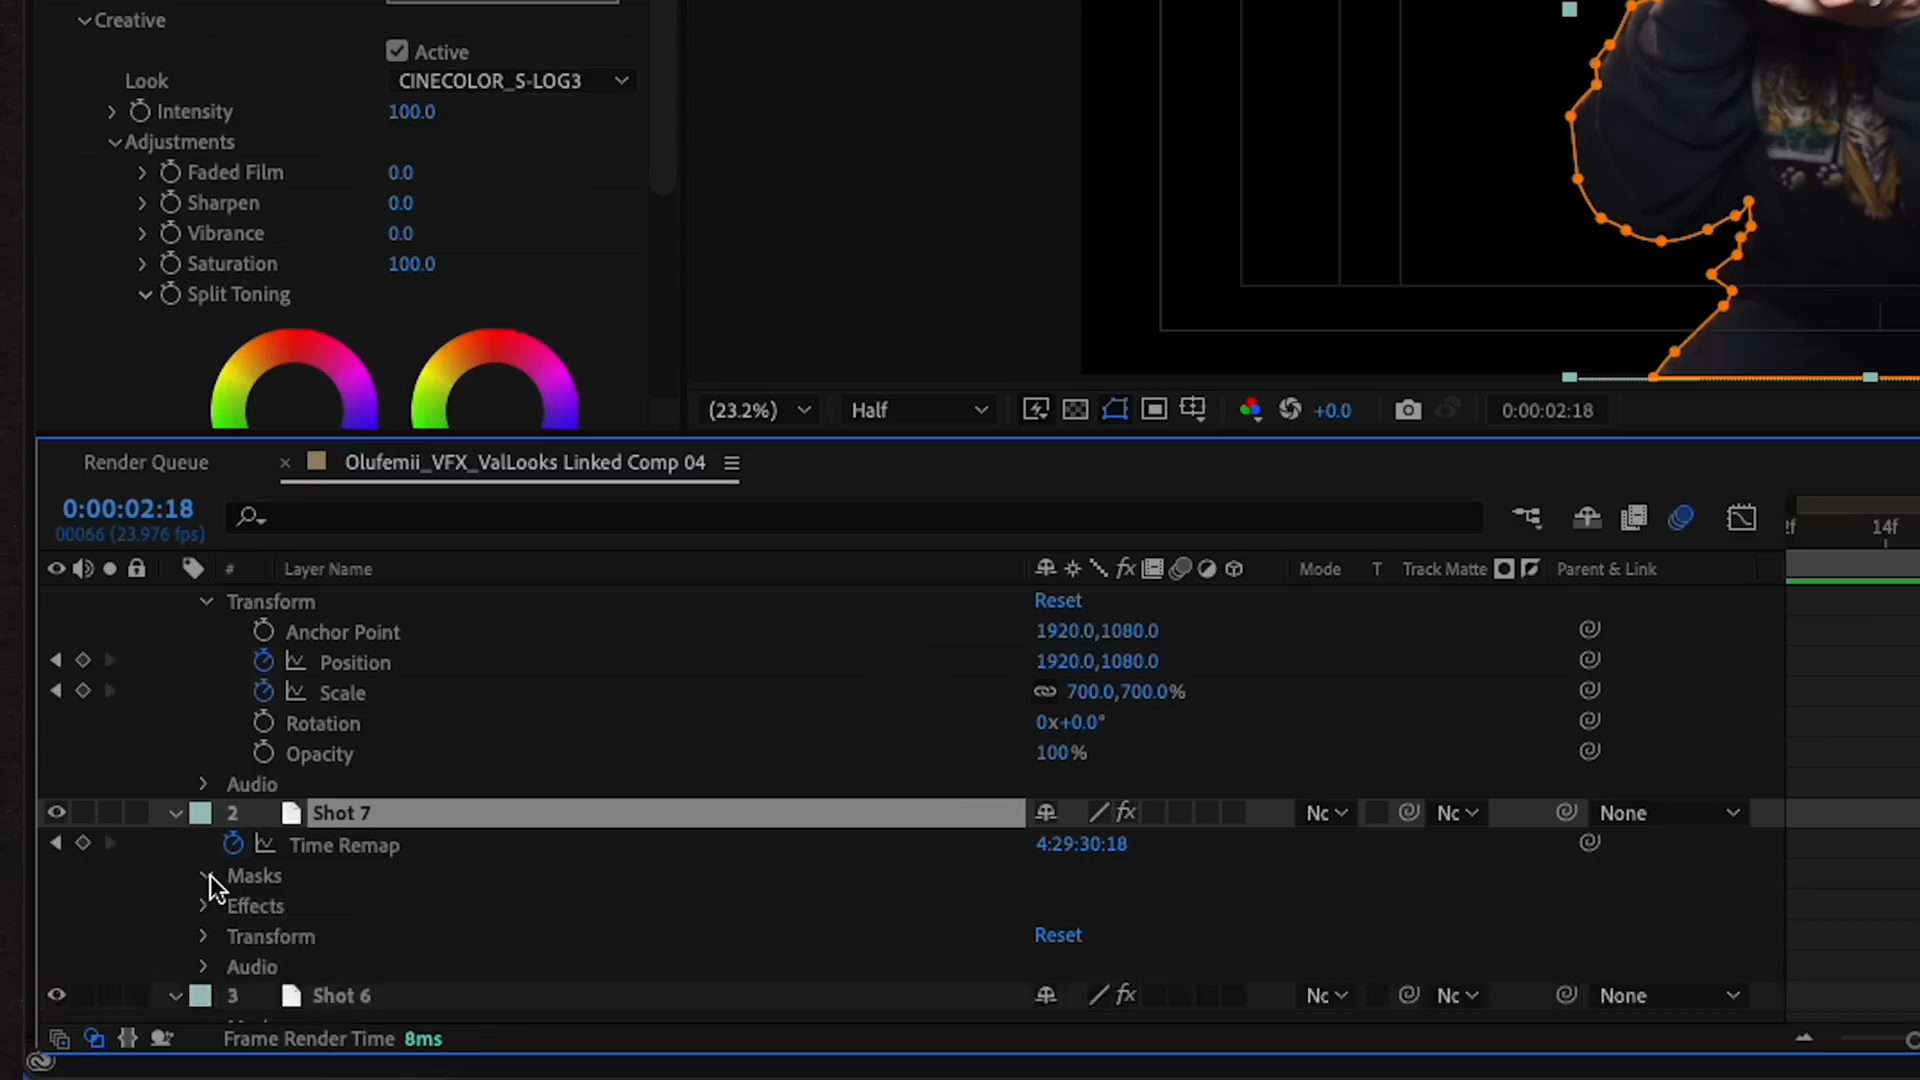 Creative
Active
Look CINECOLOR_S-LOG3
Intensity 100.0
Adjustments
Faded Film 0.0
Sharpen 0.0
Vibrance 0.0
Saturation 100.0
Split Toning
(23.2%) Half +0.0 0:00:02:18
Render Queue Olufemii_VFX_ValLooks Linked Comp 04
0:00:02:18
00066 (23.976 fps)
14f
# Layer Name fx Mode T Track Matte Parent & Link
Transform Reset
Anchor Point 1920.0,1080.0
Position 1920.0,1080.0
Scale 700.0,700.0%
Rotation 0x+0.0°
Opacity 100%
Audio
2 Shot 7 fx Nc Nc None
Time Remap 4:29:30:18
Masks
Effects
Transform Reset
Audio
3 Shot 6 fx Nc Nc None
Frame Render Time 8ms